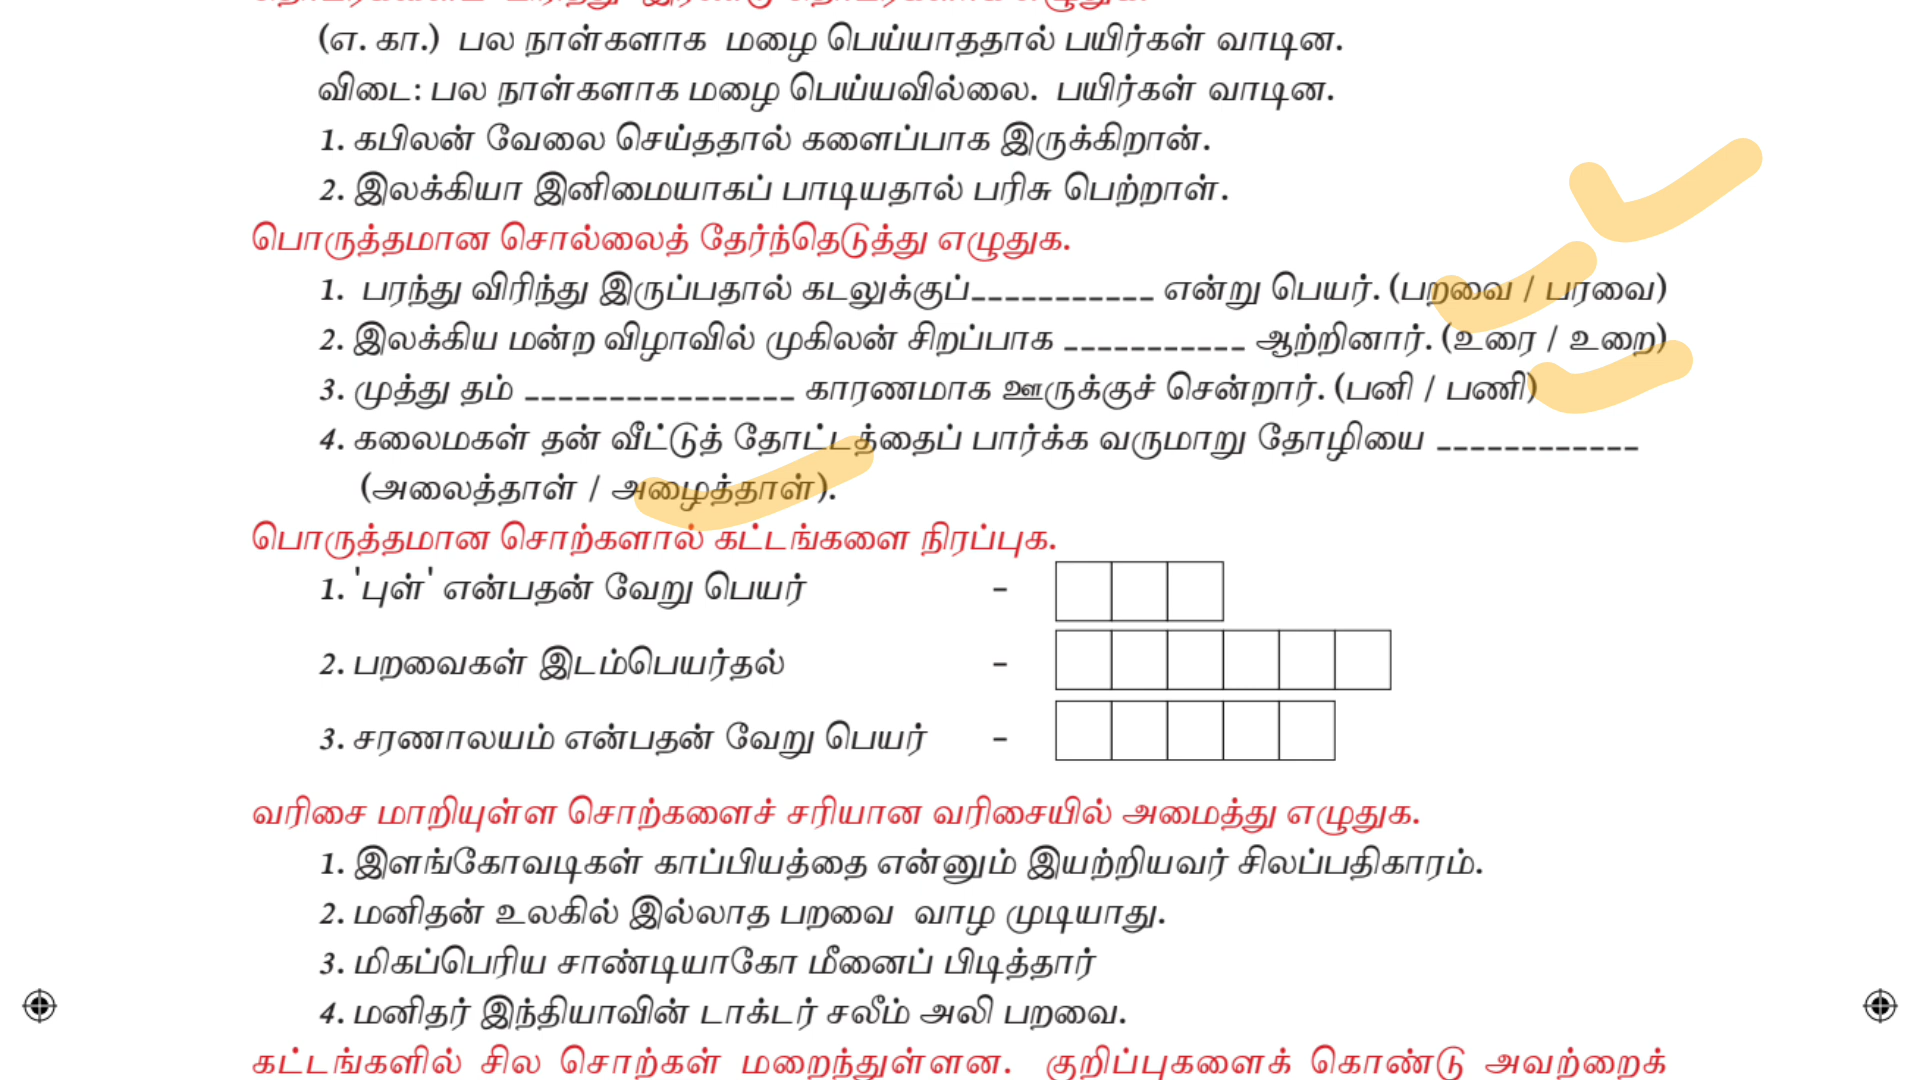 (எ. கா.) பல நாள்களாக மழை பெய்யாததால் பயிர்கள் வாடின.
விடை: பல நாள்களாக மழை பெய்யவில்லை. பயிர்கள் வாடின.
1. கபிலன் வேலை செய்ததால் களைப்பாக இருக்கிறான்.
2. இலக்கியா இனிமையாகப் பாடியதால் பரிசு பெற்றாள்.
பொருத்தமான சொல்லைத் தேர்ந்தெடுத்து எழுதுக.
1. பரந்து விரிந்து இருப்பதால் கடலுக்குப்___________ என்று பெயர். (பறவை / பரவை)
2. இலக்கிய மன்ற விழாவில் முகிலன் சிறப்பாக ___________ ஆற்றினார். (உரை / உறை)
3. முத்து தம் ________________ காரணமாக ஊருக்குச் சென்றார். (பனி / பணி)
4. கலைமகள் தன் வீட்டுத் தோட்டத்தைப் பார்க்க வருமாறு தோழியை ____________
(அலைத்தாள் / அழைத்தாள்).
பொருத்தமான சொற்களால் கட்டங்களை நிரப்புக.
1. 'புள்' என்பதன் வேறு பெயர் -
2. பறவைகள் இடம்பெயர்தல் -
3. சரணாலயம் என்பதன் வேறு பெயர் -
வரிசை மாறியுள்ள சொற்களைச் சரியான வரிசையில் அமைத்து எழுதுக.
1. இளங்கோவடிகள் காப்பியத்தை என்னும் இயற்றியவர் சிலப்பதிகாரம்.
2. மனிதன் உலகில் இல்லாத பறவை வாழ முடியாது.
3. மிகப்பெரிய சாண்டியாகோ மீனைப் பிடித்தார்
4. மனிதர் இந்தியாவின் டாக்டர் சலீம் அலி பறவை.
கட்டங்களில் சில சொற்கள் மறைந்துள்ளன. குறிப்புகளைக் கொண்டு அவற்றைக்